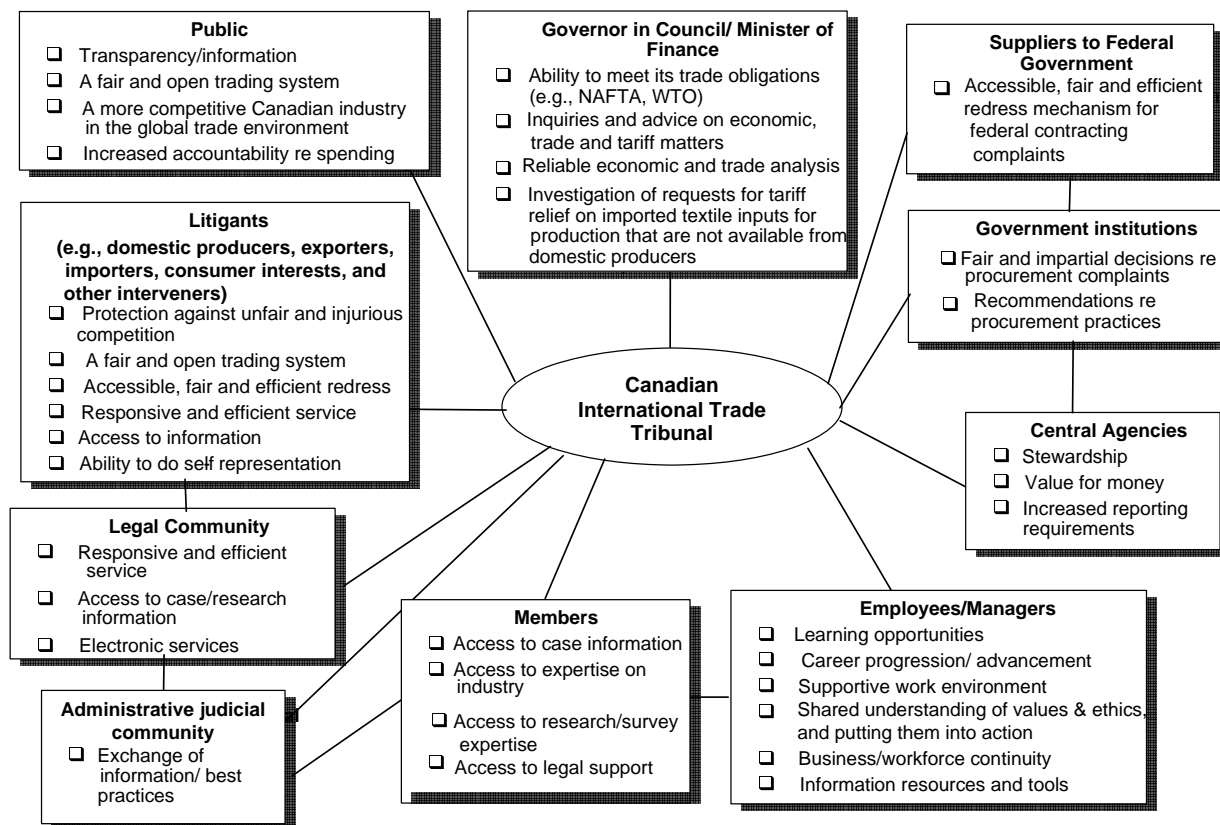 Public
Transparency/information
A fair and open trading system
A more competitive Canadian industry
in the global trade environment
Increased accountability re spending
Governor in Council/ Minister of
Finance
Ability to meet its trade obligations
(e.g., NAFTA, WTO)
Inquiries and advice on economic,
trade and tariff matters
Reliable economic and trade analysis
Investigation of requests for tariff
relief on imported textile inputs for
production that are not available from
domestic producers
Suppliers to Federal
Government
Accessible, fair and efficient
redress mechanism for
federal contracting
complaints
Litigants
(e.g., domestic producers, exporters,
importers, consumer interests, and
other interveners)
Protection against unfair and injurious
competition
A fair and open trading system
Accessible, fair and efficient redress
Responsive and efficient service
Access to information
Ability to do self representation
Government institutions
Fair and impartial decisions re
procurement complaints
Recommendations re
procurement practices
Canadian
International Trade
Tribunal
Central Agencies
Stewardship
Value for money
Increased reporting
requirements
Legal Community
Responsive and efficient
service
Access to case/research
information
Electronic services
Members
Access to case information
Access to expertise on
industry
Access to research/survey
expertise
Access to legal support
Employees/Managers
Learning opportunities
Career progression/ advancement
Supportive work environment
Shared understanding of values & ethics,
and putting them into action
Business/workforce continuity
Information resources and tools
Administrative judicial
community
Exchange of
information/ best
practices